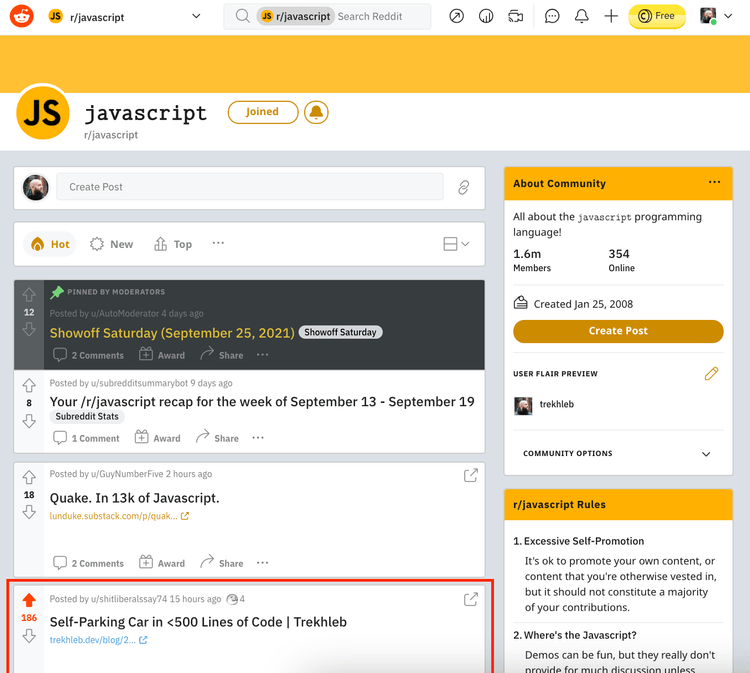 JS r/javascript
JS r/javascript Search Reddit
Free
JS
javascript
Joined
r/javascript
Create Post
Hot
New
Top
PINNED BY MODERATORS
12
Posted by u/AutoModerator 4 days ago
Showoff Saturday (September 25, 2021) Showoff Saturday
2 Comments Award Share
Posted by u/subredditsummarybot 9 days ago
8
Your /r/javascript recap for the week of September 13 - September 19
Subreddit Stats
1 Comment Award Share
Posted by u/GuyNumberFive 2 hours ago
18
Quake. In 13k of Javascript.
lunduke.substack.com/p/quak...
2 Comments Award Share
Posted by u/shitliberalssay74 15 hours ago 4
186
Self-Parking Car in <500 Lines of Code | Trekhleb
trekhleb.dev/blog/2...
About Community
All about the javascript programming
language!
1.6m
Members
354
Online
Created Jan 25, 2008
Create Post
USER FLAIR PREVIEW
trekhleb
COMMUNITY OPTIONS
r/javascript Rules
1. Excessive Self-Promotion
It's ok to promote your own content, or
content that you're otherwise vested in,
but it should not constitute a majority
of your contributions.
2. Where's the Javascript?
Demos can be fun, but they really don't
provide for much discussion unless